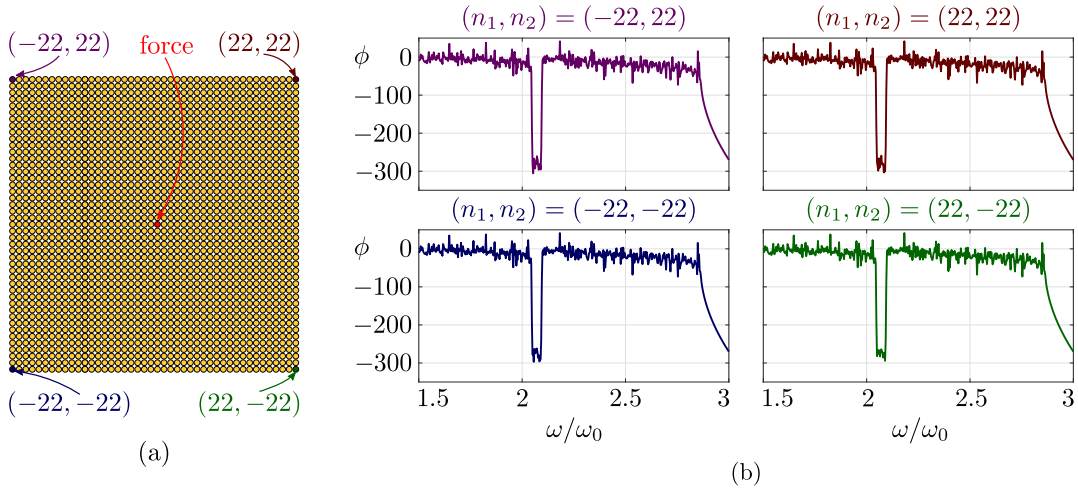 (−22, 22) force (22, 22)
(−22, −22) (22, −22)
(a)
(n₁, n₂) = (−22, 22)
(n₁, n₂) = (22, 22)
ϕ
0
−100
−200
−300
(n₁, n₂) = (−22, −22)
(n₁, n₂) = (22, −22)
ϕ
0
−100
−200
−300
1.5 2 2.5 3
1.5 2 2.5 3
ω/ω₀
ω/ω₀
(b)